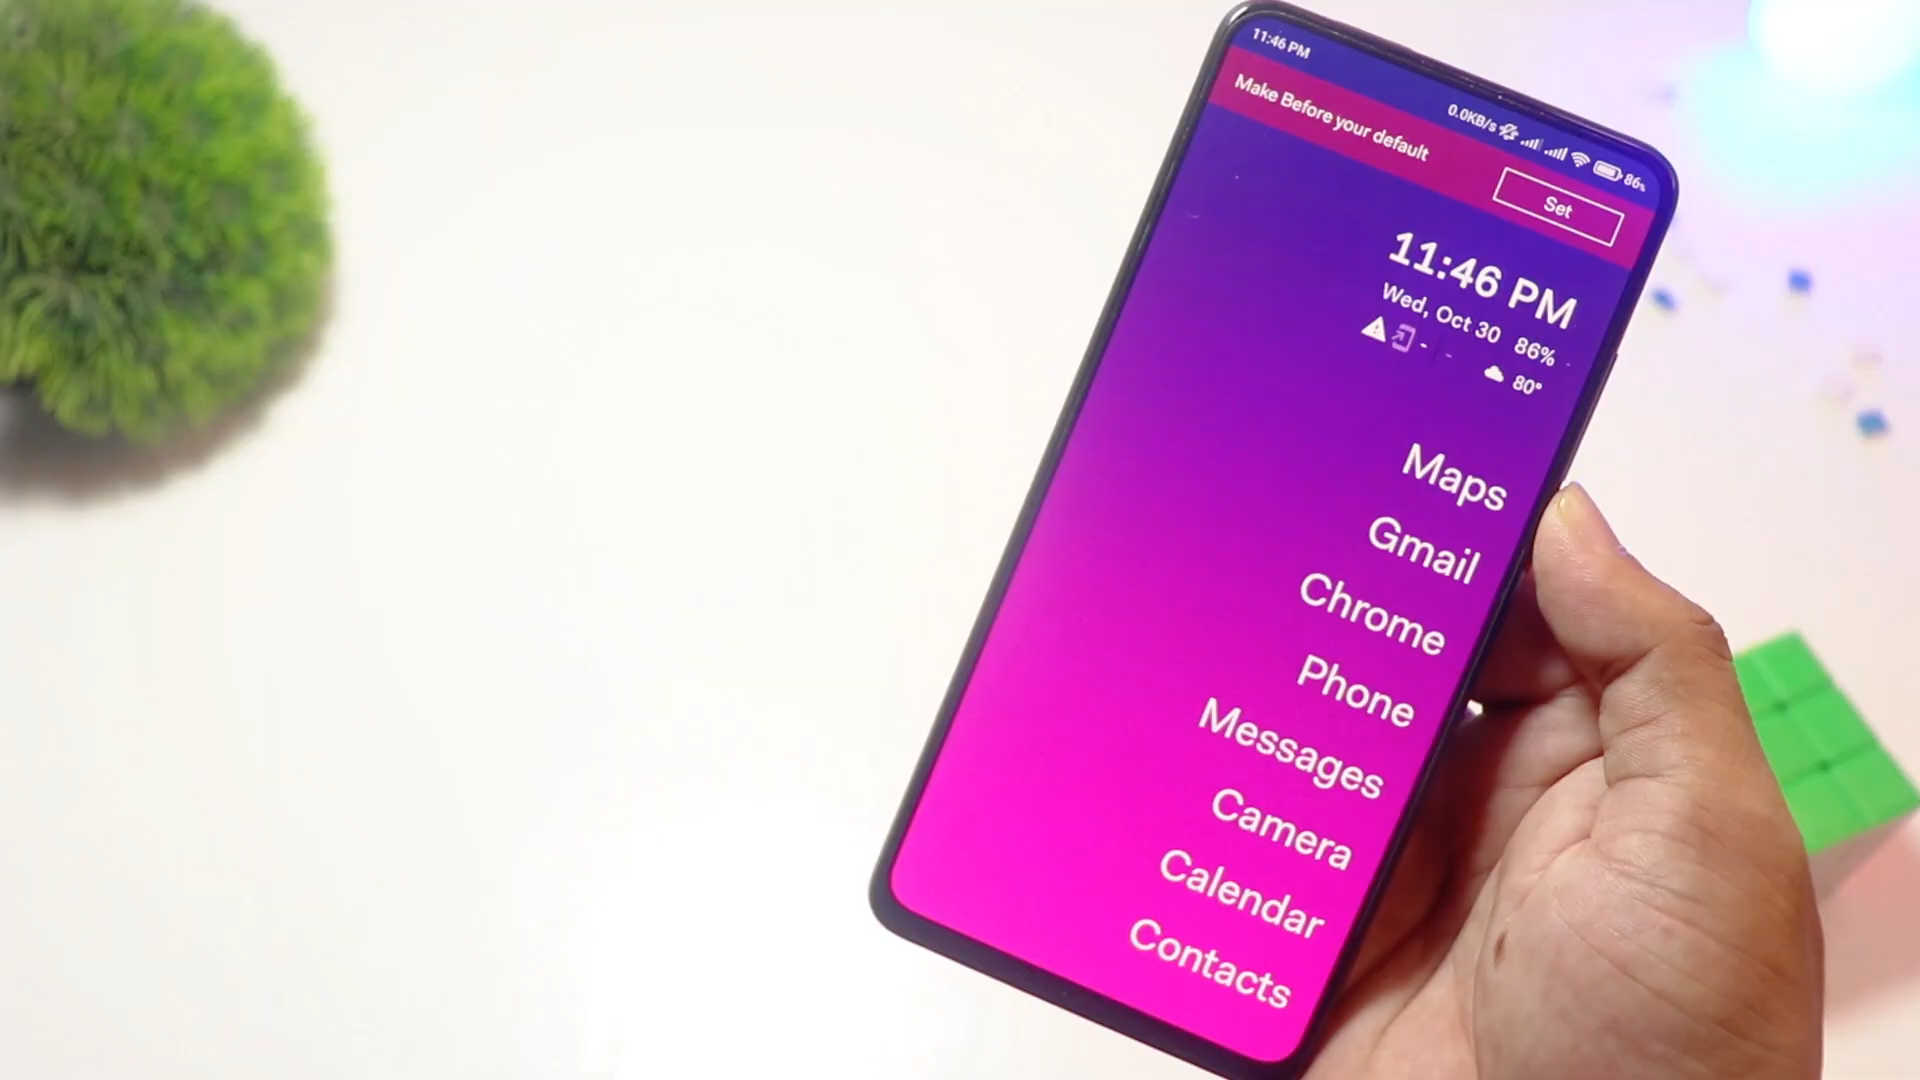 11:46 PM
0.0KB/s 86%
Make Before your default
Set
11:46 PM
Wed, Oct 30 86%
- -
80°
Maps
Gmail
Chrome
Phone
Messages
Camera
Calendar
Contacts